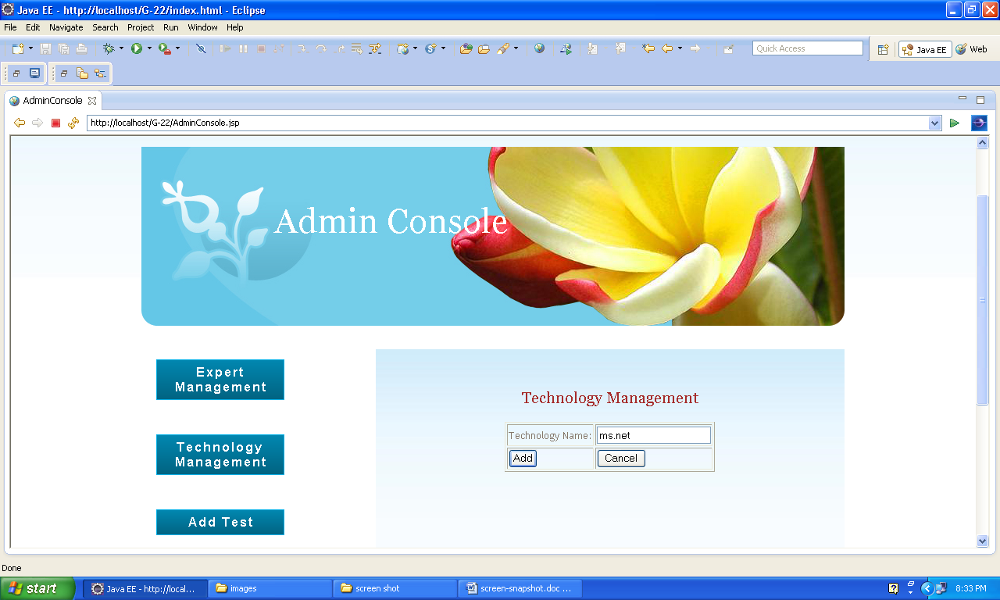 Java EE - http://localhost/G-22/index.html - Eclipse
File Edit Navigate Search Project Run Window Help
Quick Access
Java EE
Web
AdminConsole
http://localhost/G-22/AdminConsole.jsp
Admin Console
Expert
Management
Technology
Management
Add Test
Technology Management
Technology Name: ms.net
Add Cancel
Done
start
Java EE - http://local...
images
screen shot
screen-snapshot.doc ...
8:33 PM